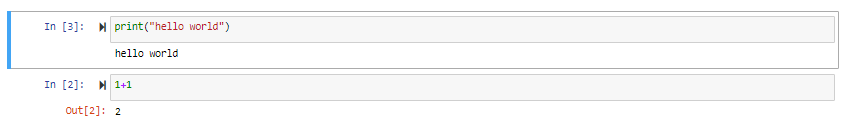 In [3]: print("hello world")
hello world
In [2]: 1+1
Out[2]: 2